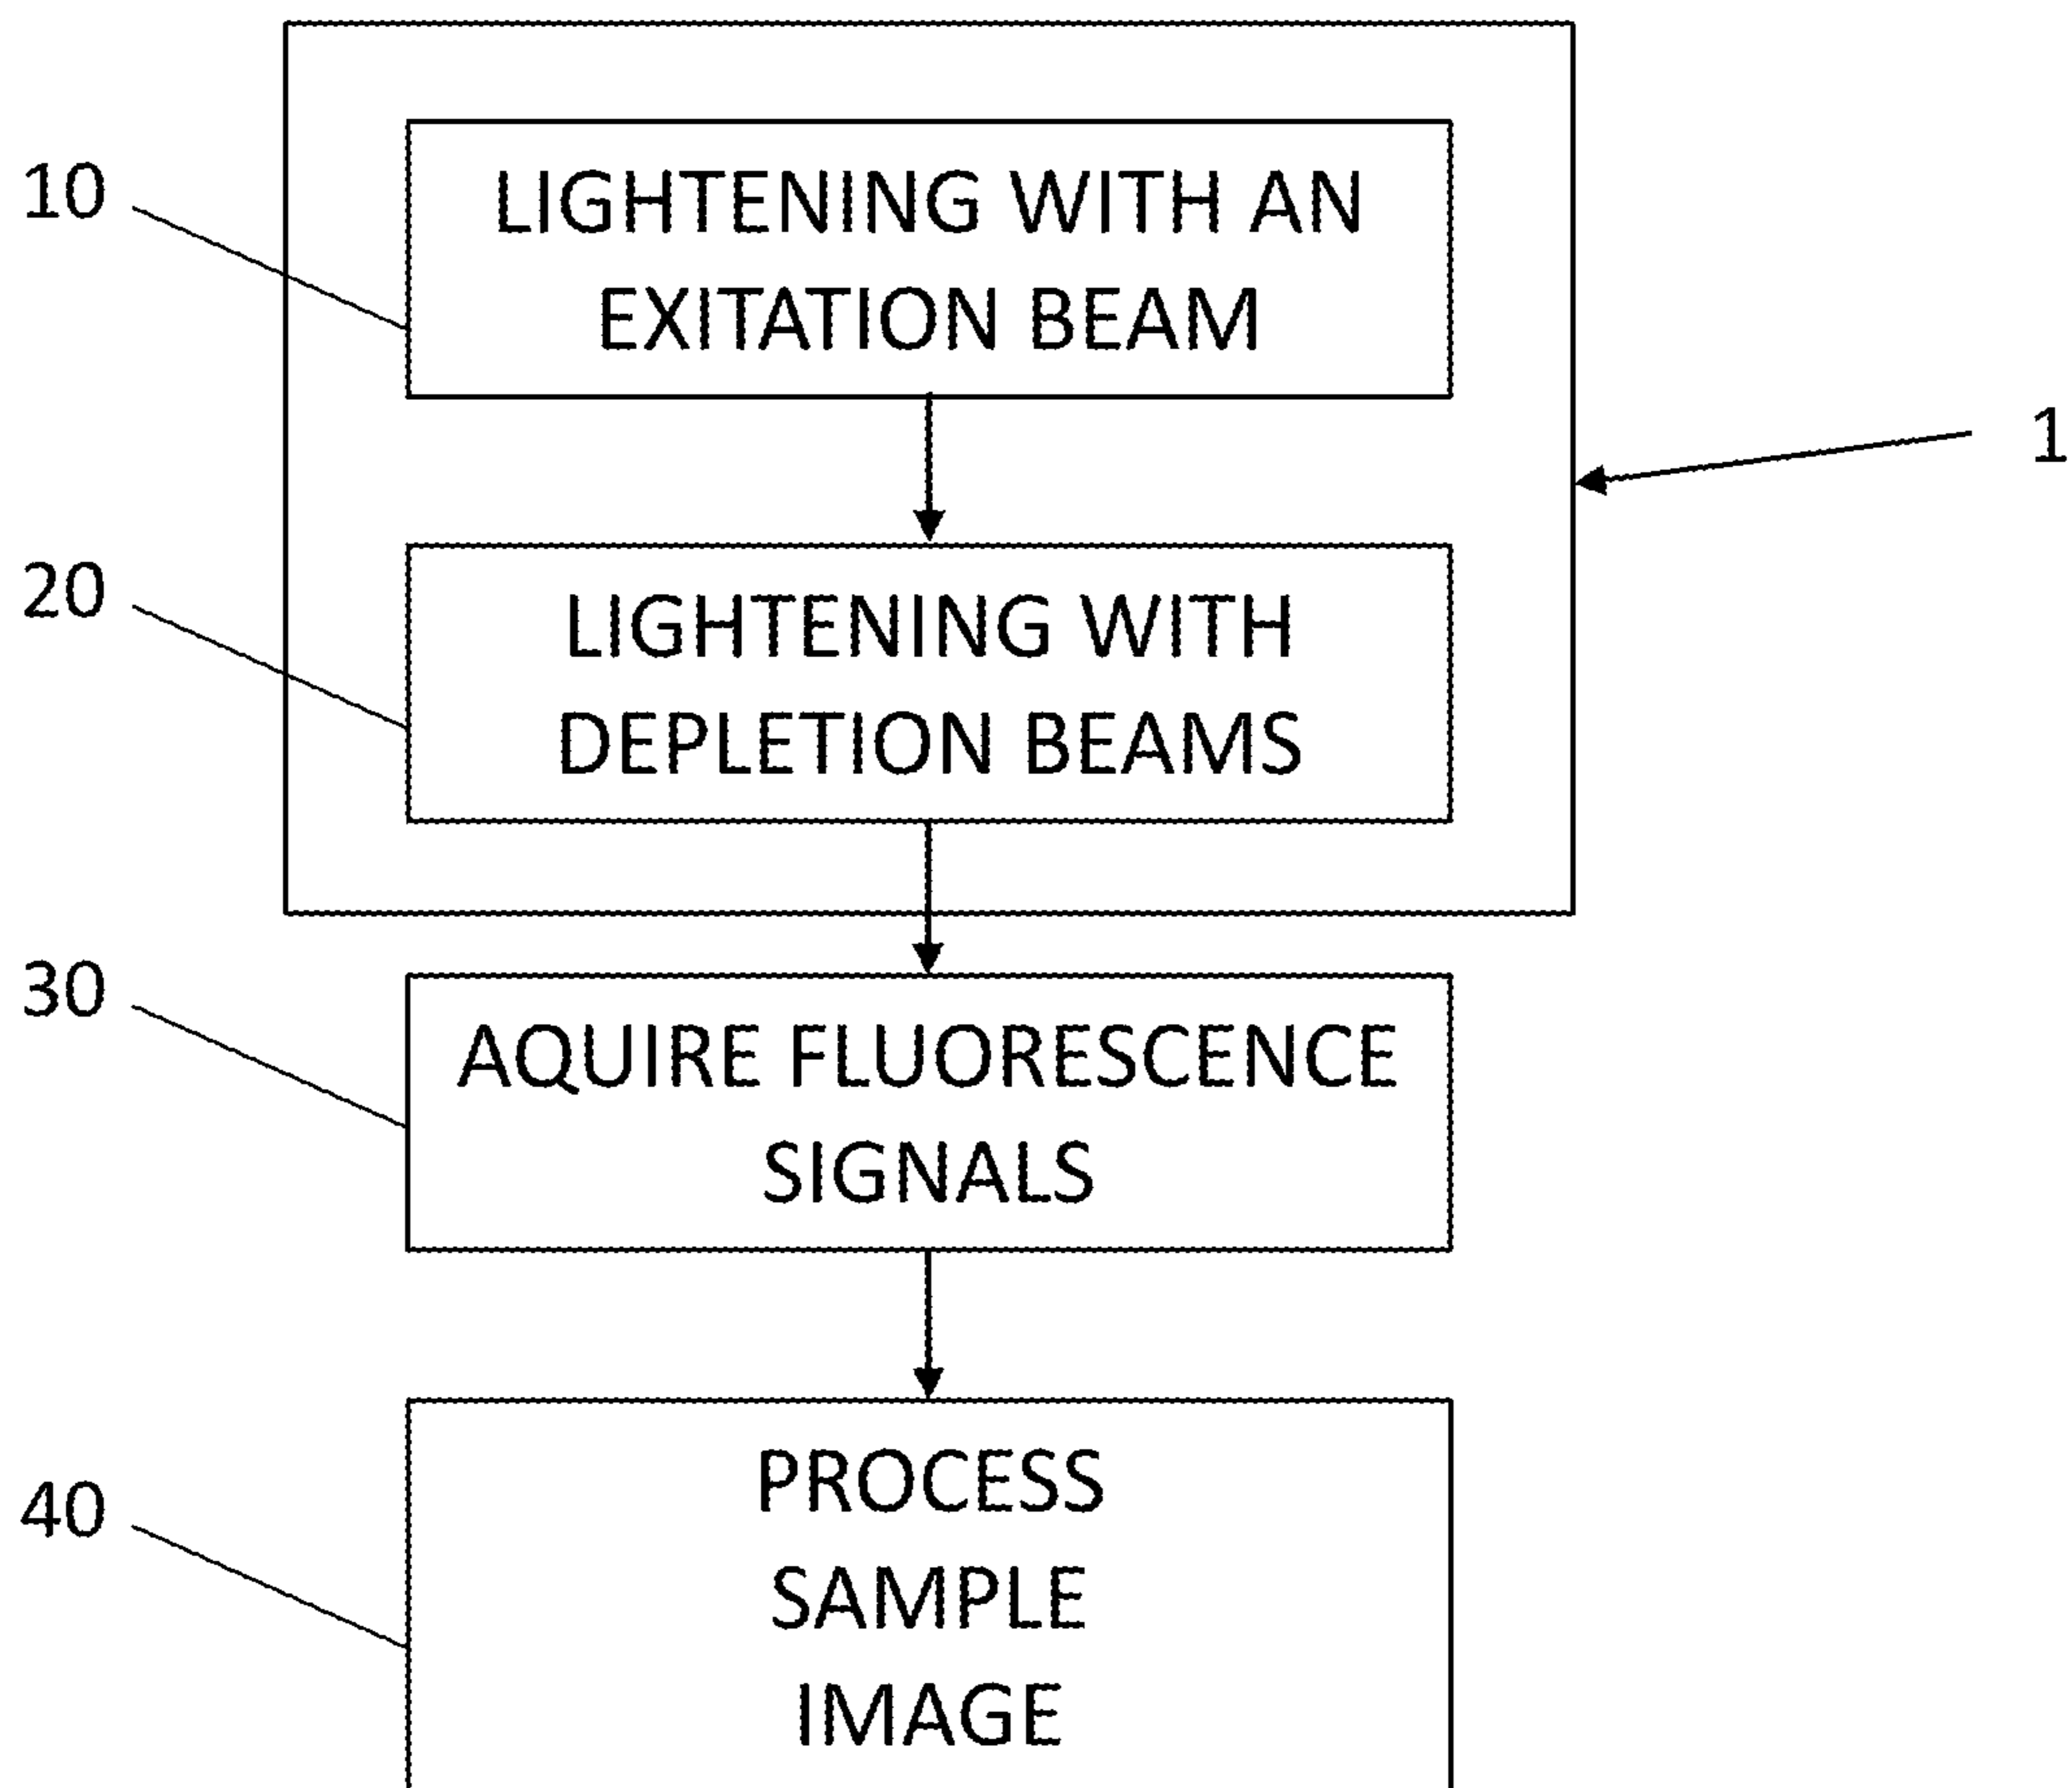 10
LIGHTENING WITH AN
EXITATION BEAM
1
20
LIGHTENING WITH
DEPLETION BEAMS
30
AQUIRE FLUORESCENCE
SIGNALS
40
PROCESS
SAMPLE
IMAGE